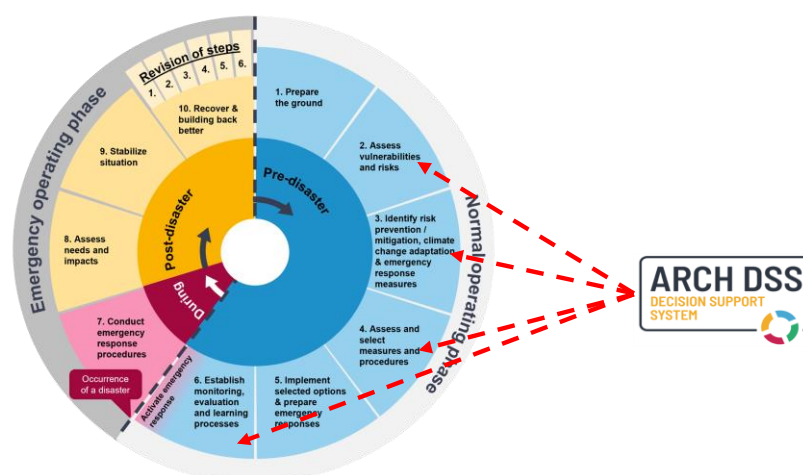 Emergency operating phase
Normal operating phase
Revision of steps
1. 2. 3. 4. 5. 6.
1. Prepare
the ground
2. Assess
vulnerabilities
and risks
3. Identify risk
prevention /
mitigation, climate
change adaptation
& emergency
response
measures
4. Assess and
select
measures and
procedures
5. Implement
selected options
& prepare
emergency
responses
6. Establish
monitoring,
evaluation
and learning
processes
Activate emergency
response
Occurrence
of a disaster
7. Conduct
emergency
response
procedures
8. Assess
needs and
impacts
9. Stabilize
situation
10. Recover &
building back
better
Pre-disaster
During
Post-disaster
ARCH DSS
DECISION SUPPORT
SYSTEM